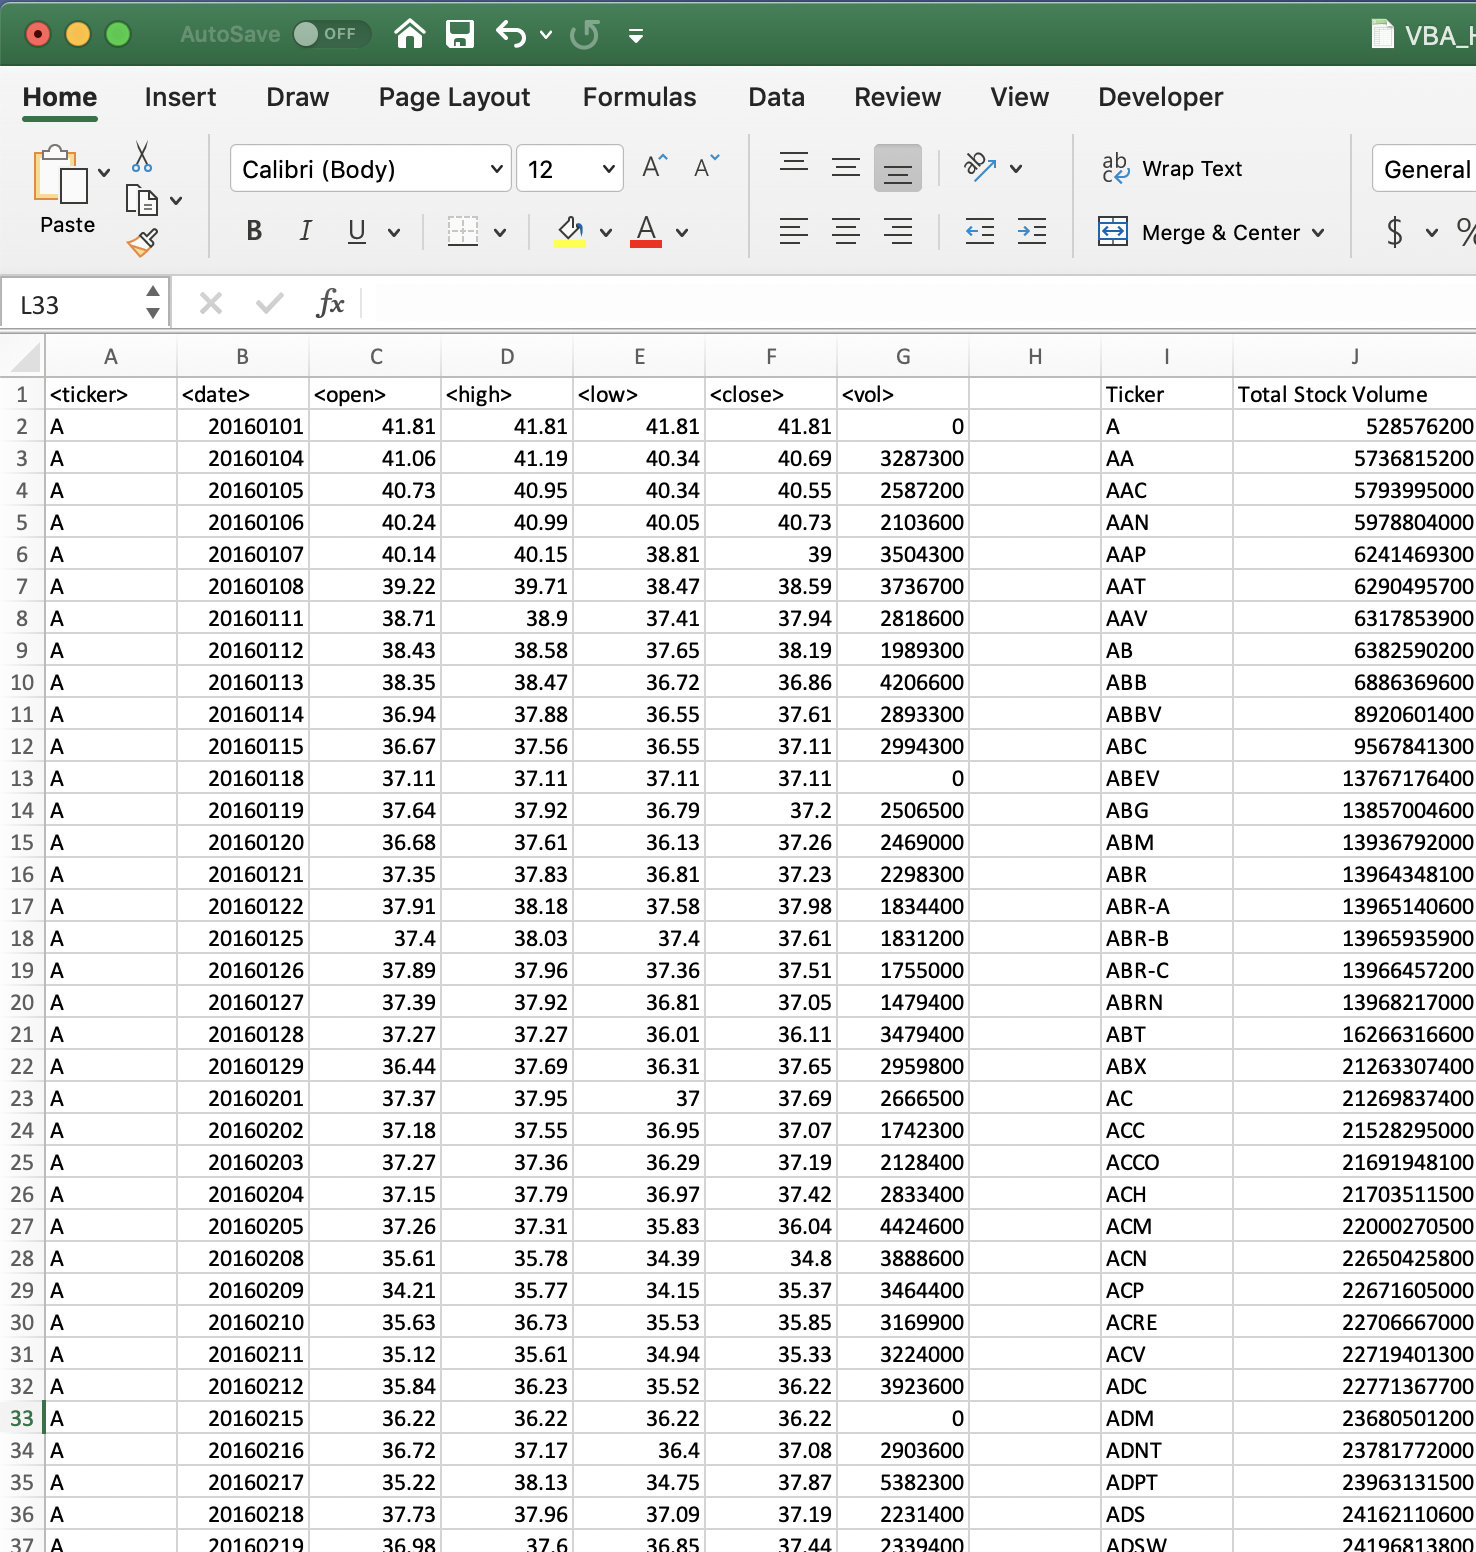 AutoSave OFF VBA_H
Home Insert Draw Page Layout Formulas Data Review View Developer
Calibri (Body) 12 A A ab ab c Wrap Text General
Paste B I U A Merge & Center $ %
L33 fx
A B C D E F G H I J
1 <ticker> <date> <open> <high> <low> <close> <vol> Ticker Total Stock Volume
2 A 20160101 41.81 41.81 41.81 41.81 0 A 528576200
3 A 20160104 41.06 41.19 40.34 40.69 3287300 AA 5736815200
4 A 20160105 40.73 40.95 40.34 40.55 2587200 AAC 5793995000
5 A 20160106 40.24 40.99 40.05 40.73 2103600 AAN 5978804000
6 A 20160107 40.14 40.15 38.81 39 3504300 AAP 6241469300
7 A 20160108 39.22 39.71 38.47 38.59 3736700 AAT 6290495700
8 A 20160111 38.71 38.9 37.41 37.94 2818600 AAV 6317853900
9 A 20160112 38.43 38.58 37.65 38.19 1989300 AB 6382590200
10 A 20160113 38.35 38.47 36.72 36.86 4206600 ABB 6886369600
11 A 20160114 36.94 37.88 36.55 37.61 2893300 ABBV 8920601400
12 A 20160115 36.67 37.56 36.55 37.11 2994300 ABC 9567841300
13 A 20160118 37.11 37.11 37.11 37.11 0 ABEV 13767176400
14 A 20160119 37.64 37.92 36.79 37.2 2506500 ABG 13857004600
15 A 20160120 36.68 37.61 36.13 37.26 2469000 ABM 13936792000
16 A 20160121 37.35 37.83 36.81 37.23 2298300 ABR 13964348100
17 A 20160122 37.91 38.18 37.58 37.98 1834400 ABR-A 13965140600
18 A 20160125 37.4 38.03 37.4 37.61 1831200 ABR-B 13965935900
19 A 20160126 37.89 37.96 37.36 37.51 1755000 ABR-C 13966457200
20 A 20160127 37.39 37.92 36.81 37.05 1479400 ABRN 13968217000
21 A 20160128 37.27 37.27 36.01 36.11 3479400 ABT 16266316600
22 A 20160129 36.44 37.69 36.31 37.65 2959800 ABX 21263307400
23 A 20160201 37.37 37.95 37 37.69 2666500 AC 21269837400
24 A 20160202 37.18 37.55 36.95 37.07 1742300 ACC 21528295000
25 A 20160203 37.27 37.36 36.29 37.19 2128400 ACCO 21691948100
26 A 20160204 37.15 37.79 36.97 37.42 2833400 ACH 21703511500
27 A 20160205 37.26 37.31 35.83 36.04 4424600 ACM 22000270500
28 A 20160208 35.61 35.78 34.39 34.8 3888600 ACN 22650425800
29 A 20160209 34.21 35.77 34.15 35.37 3464400 ACP 22671605000
30 A 20160210 35.63 36.73 35.53 35.85 3169900 ACRE 22706667000
31 A 20160211 35.12 35.61 34.94 35.33 3224000 ACV 22719401300
32 A 20160212 35.84 36.23 35.52 36.22 3923600 ADC 22771367700
33 A 20160215 36.22 36.22 36.22 36.22 0 ADM 23680501200
34 A 20160216 36.72 37.17 36.4 37.08 2903600 ADNT 23781772000
35 A 20160217 35.22 38.13 34.75 37.87 5382300 ADPT 23963131500
36 A 20160218 37.73 37.96 37.09 37.19 2231400 ADS 24162110600
37 A 20160219 36.98 37.6 36.85 37.44 2339400 ADSW 24196813800